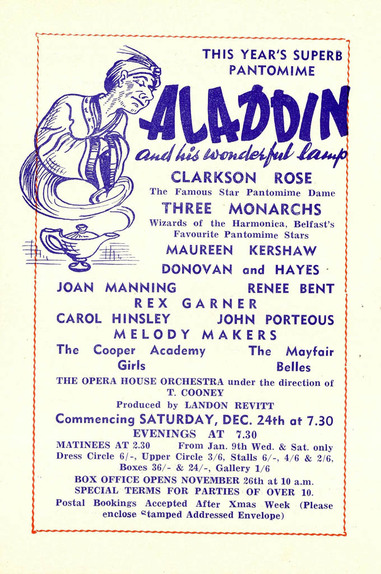 THIS YEAR'S SUPERB
PANTOMIME
ALADDIN
and his wonderful lamp
CLARKSON ROSE
The Famous Star Pantomime Dame
THREE MONARCHS
Wizards of the Harmonica, Belfast's
Favourite Pantomime Stars
MAUREEN KERSHAW
DONOVAN and HAYES
JOAN MANNING RENEE BENT
REX GARNER
CAROL HINSLEY JOHN PORTEOUS
MELODY MAKERS
The Cooper Academy The Mayfair
Girls Belles
THE OPERA HOUSE ORCHESTRA under the direction of
T. COONEY
Produced by LANDON REVITT
Commencing SATURDAY, DEC. 24th at 7.30
EVENINGS AT 7.30
MATINEES AT 2.30 From Jan. 9th Wed. & Sat. only
Dress Circle 6/-, Upper Circle 3/6, Stalls 6/-, 4/6 & 2/6,
Boxes 36/- & 24/-, Gallery 1/6
BOX OFFICE OPENS NOVEMBER 26th at 10 a.m.
SPECIAL TERMS FOR PARTIES OF OVER 10.
Postal Bookings Accepted After Xmas Week (Please
enclose Stamped Addressed Envelope)